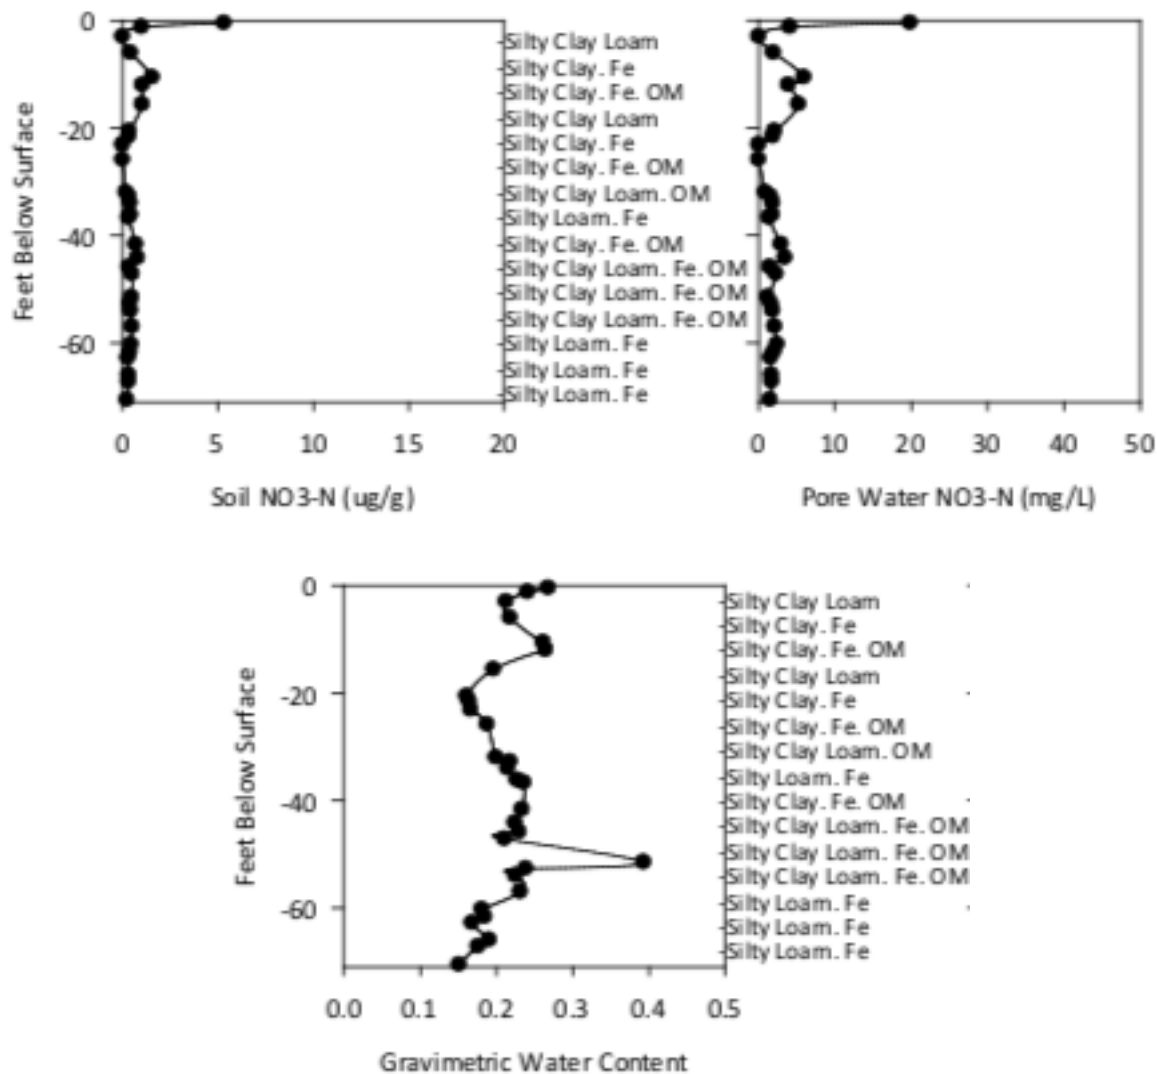 0
-20
-40
-60
Feet Below Surface
Silty Clay Loam
Silty Clay. Fe
Silty Clay. Fe. OM
Silty Clay Loam
Silty Clay. Fe
Silty Clay. Fe. OM
Silty Clay Loam. OM
Silty Loam. Fe
Silty Clay. Fe. OM
Silty Clay Loam. Fe. OM
Silty Clay Loam. Fe. OM
Silty Clay Loam. Fe. OM
Silty Loam. Fe
Silty Loam. Fe
Silty Loam. Fe
0 5 10 15 20
Soil NO3-N (ug/g)
0 10 20 30 40 50
Pore Water NO3-N (mg/L)
0
-20
-40
-60
Feet Below Surface
Silty Clay Loam
Silty Clay. Fe
Silty Clay. Fe. OM
Silty Clay Loam
Silty Clay. Fe
Silty Clay. Fe. OM
Silty Clay Loam. OM
Silty Loam. Fe
Silty Clay. Fe. OM
Silty Clay Loam. Fe. OM
Silty Clay Loam. Fe. OM
Silty Clay Loam. Fe. OM
Silty Loam. Fe
Silty Loam. Fe
Silty Loam. Fe
0.0 0.1 0.2 0.3 0.4 0.5
Gravimetric Water Content